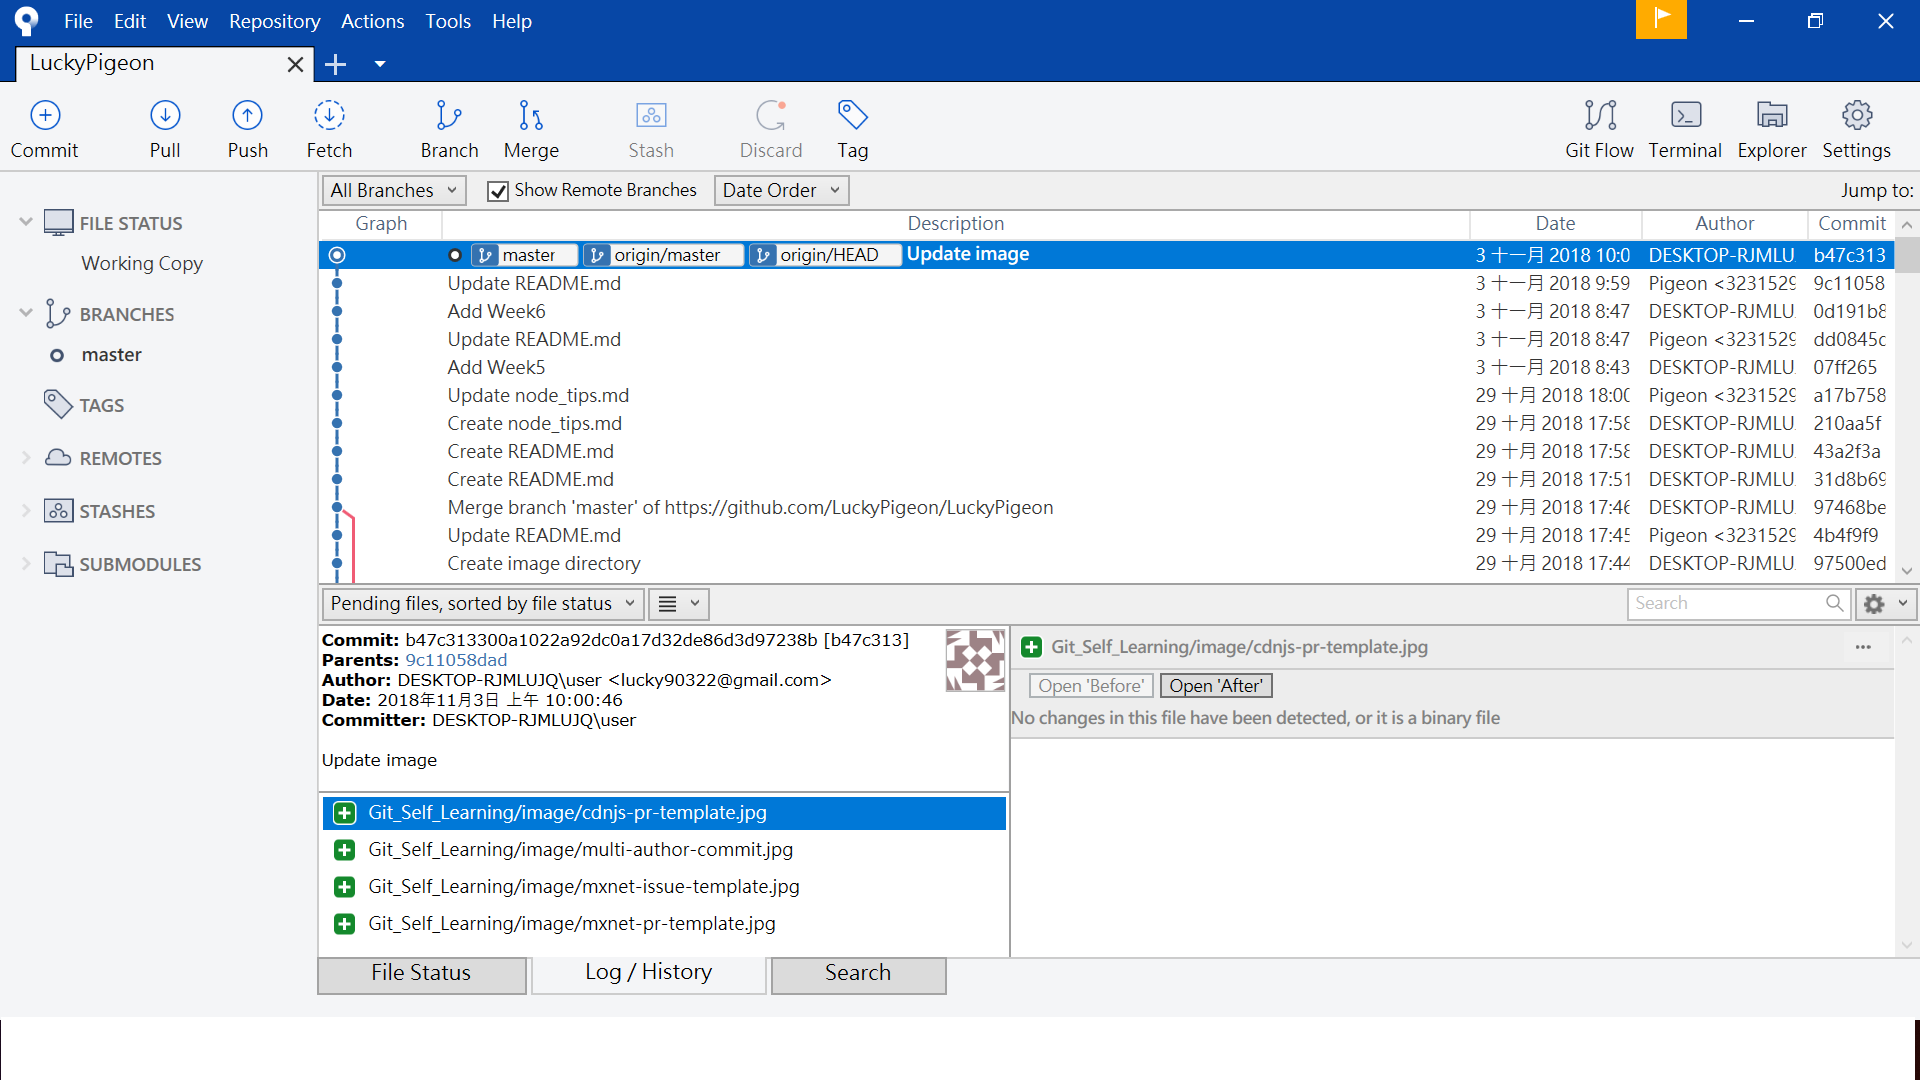 File Edit View Repository Actions Tools Help
LuckyPigeon
Commit Pull Push Fetch Branch Merge Stash Discard Tag Git Flow Terminal Explorer Settings
All Branches Show Remote Branches Date Order Jump to:
FILE STATUS
Working Copy
BRANCHES
master
TAGS
REMOTES
STASHES
SUBMODULES
Graph Description Date Author Commit
master origin/master origin/HEAD Update image 3 十一月 2018 10:0 DESKTOP-RJMLU b47c313
Update README.md 3 十一月 2018 9:59 Pigeon <3231529 9c11058
Add Week6 3 十一月 2018 8:47 DESKTOP-RJMLU 0d191b8
Update README.md 3 十一月 2018 8:47 Pigeon <3231529 dd0845c
Add Week5 3 十一月 2018 8:43 DESKTOP-RJMLU 07ff265
Update node_tips.md 29 十月 2018 18:00 Pigeon <3231529 a17b758
Create node_tips.md 29 十月 2018 17:58 DESKTOP-RJMLU 210aa5f
Create README.md 29 十月 2018 17:58 DESKTOP-RJMLU 43a2f3a
Create README.md 29 十月 2018 17:51 DESKTOP-RJMLU 31d8b69
Merge branch 'master' of https://github.com/LuckyPigeon/LuckyPigeon 29 十月 2018 17:46 DESKTOP-RJMLU 97468be
Update README.md 29 十月 2018 17:45 Pigeon <3231529 4b4f9f9
Create image directory 29 十月 2018 17:44 DESKTOP-RJMLU 97500ed
Pending files, sorted by file status Search
Commit: b47c313300a1022a92dc0a17d32de86d3d97238b [b47c313]
Parents: 9c11058dad
Author: DESKTOP-RJMLUJQ\user <lucky90322@gmail.com>
Date: 2018年11月3日 上午 10:00:46
Committer: DESKTOP-RJMLUJQ\user
Update image
Git_Self_Learning/image/cdnjs-pr-template.jpg
Git_Self_Learning/image/multi-author-commit.jpg
Git_Self_Learning/image/mxnet-issue-template.jpg
Git_Self_Learning/image/mxnet-pr-template.jpg
Git_Self_Learning/image/cdnjs-pr-template.jpg
Open 'Before' Open 'After'
No changes in this file have been detected, or it is a binary file
File Status Log / History Search